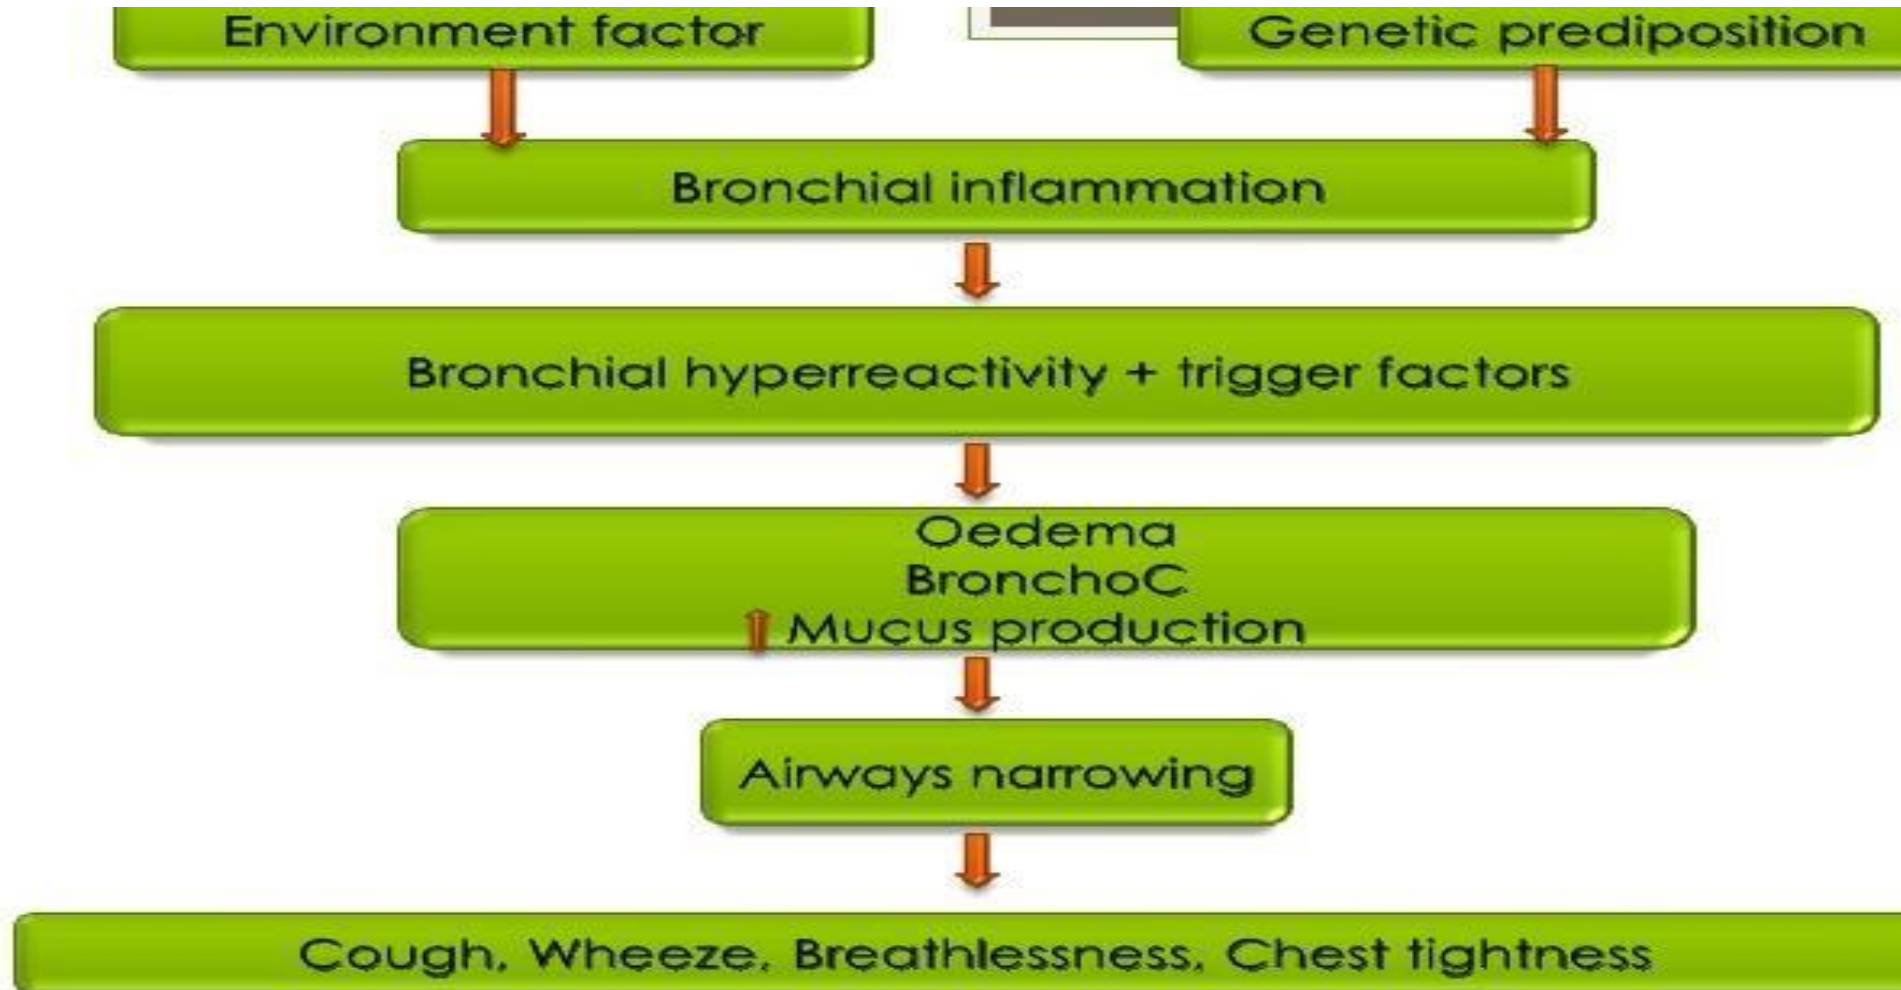 Environment factor
Genetic prediposition
Bronchial inflammation
Bronchial hyperreactivity + trigger factors
Oedema
BronchoC
Mucus production
Airways narrowing
Cough, Wheeze, Breathlessness, Chest tightness